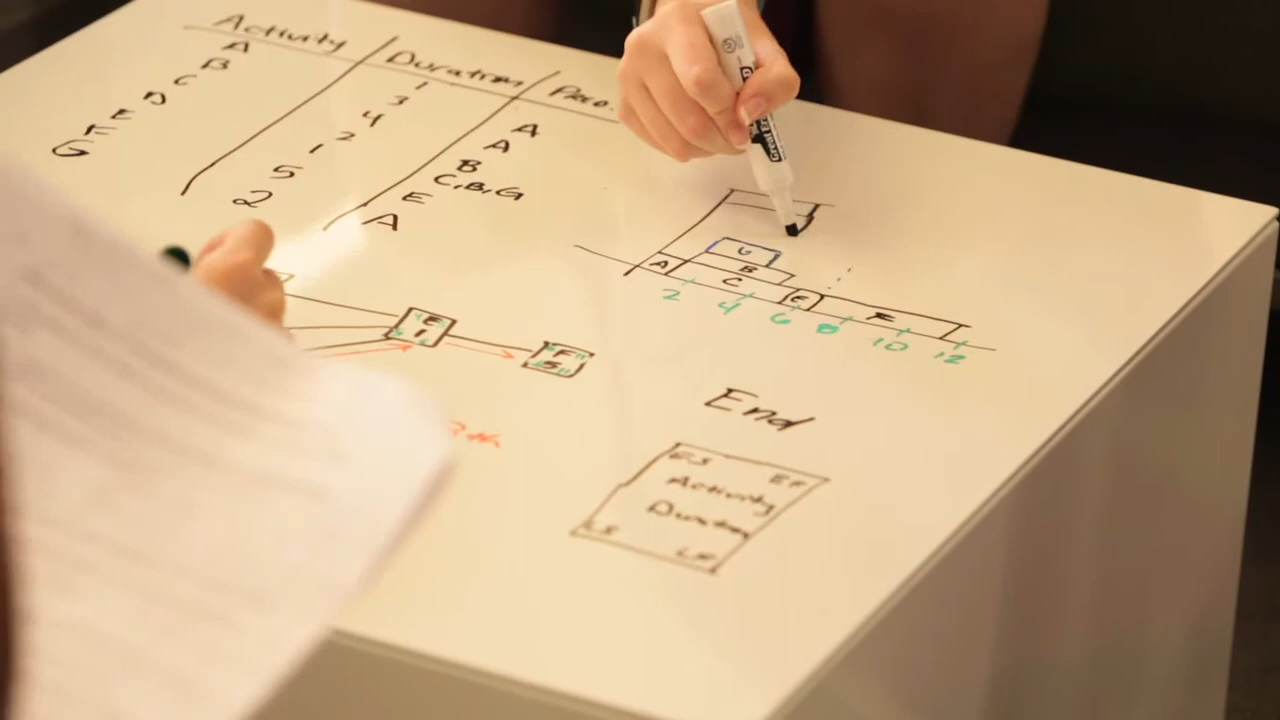 Activity Duration Pred.
A 1
B 3 A
C 4 A
D 2 B
E 1 C,B,G
F 5 E
G 2 A
G
B
A C E F
2 4 6 8 10 12
E
1
F
5
End
ES EF
Activity
Duration
LS LF